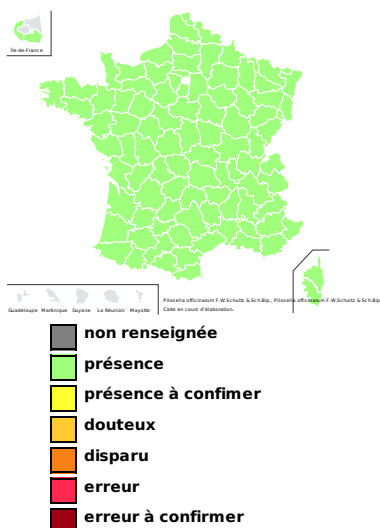 Île-de-France
Guadeloupe Martinique Guyane La Réunion Mayotte
Pilosella officinarum F.W.Schultz & Sch.Bip., Pilosella officinarum F.W.Schultz & Sch.Bip
Carte en cours d'élaboration.
non renseignée
présence
présence à confimer
douteux
disparu
erreur
erreur à confirmer